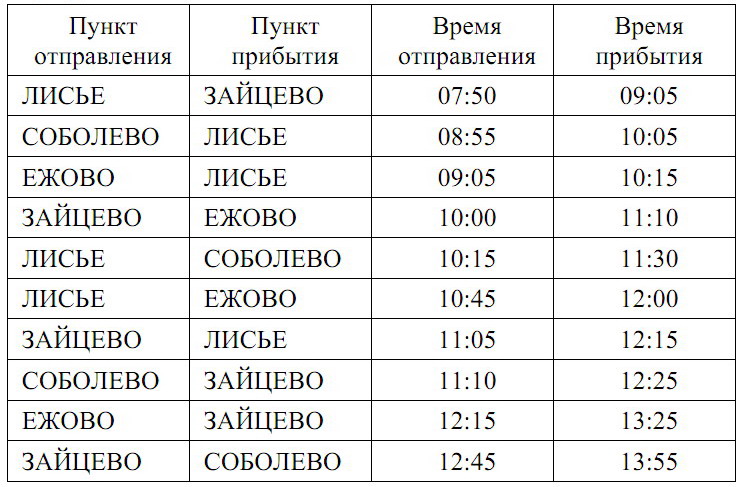 Пункт отправления Пункт прибытия Время отправления Время прибытия
ЛИСЬЕ ЗАЙЦЕВО 07:50 09:05
СОБОЛЕВО ЛИСЬЕ 08:55 10:05
ЕЖОВО ЛИСЬЕ 09:05 10:15
ЗАЙЦЕВО ЕЖОВО 10:00 11:10
ЛИСЬЕ СОБОЛЕВО 10:15 11:30
ЛИСЬЕ ЕЖОВО 10:45 12:00
ЗАЙЦЕВО ЛИСЬЕ 11:05 12:15
СОБОЛЕВО ЗАЙЦЕВО 11:10 12:25
ЕЖОВО ЗАЙЦЕВО 12:15 13:25
ЗАЙЦЕВО СОБОЛЕВО 12:45 13:55